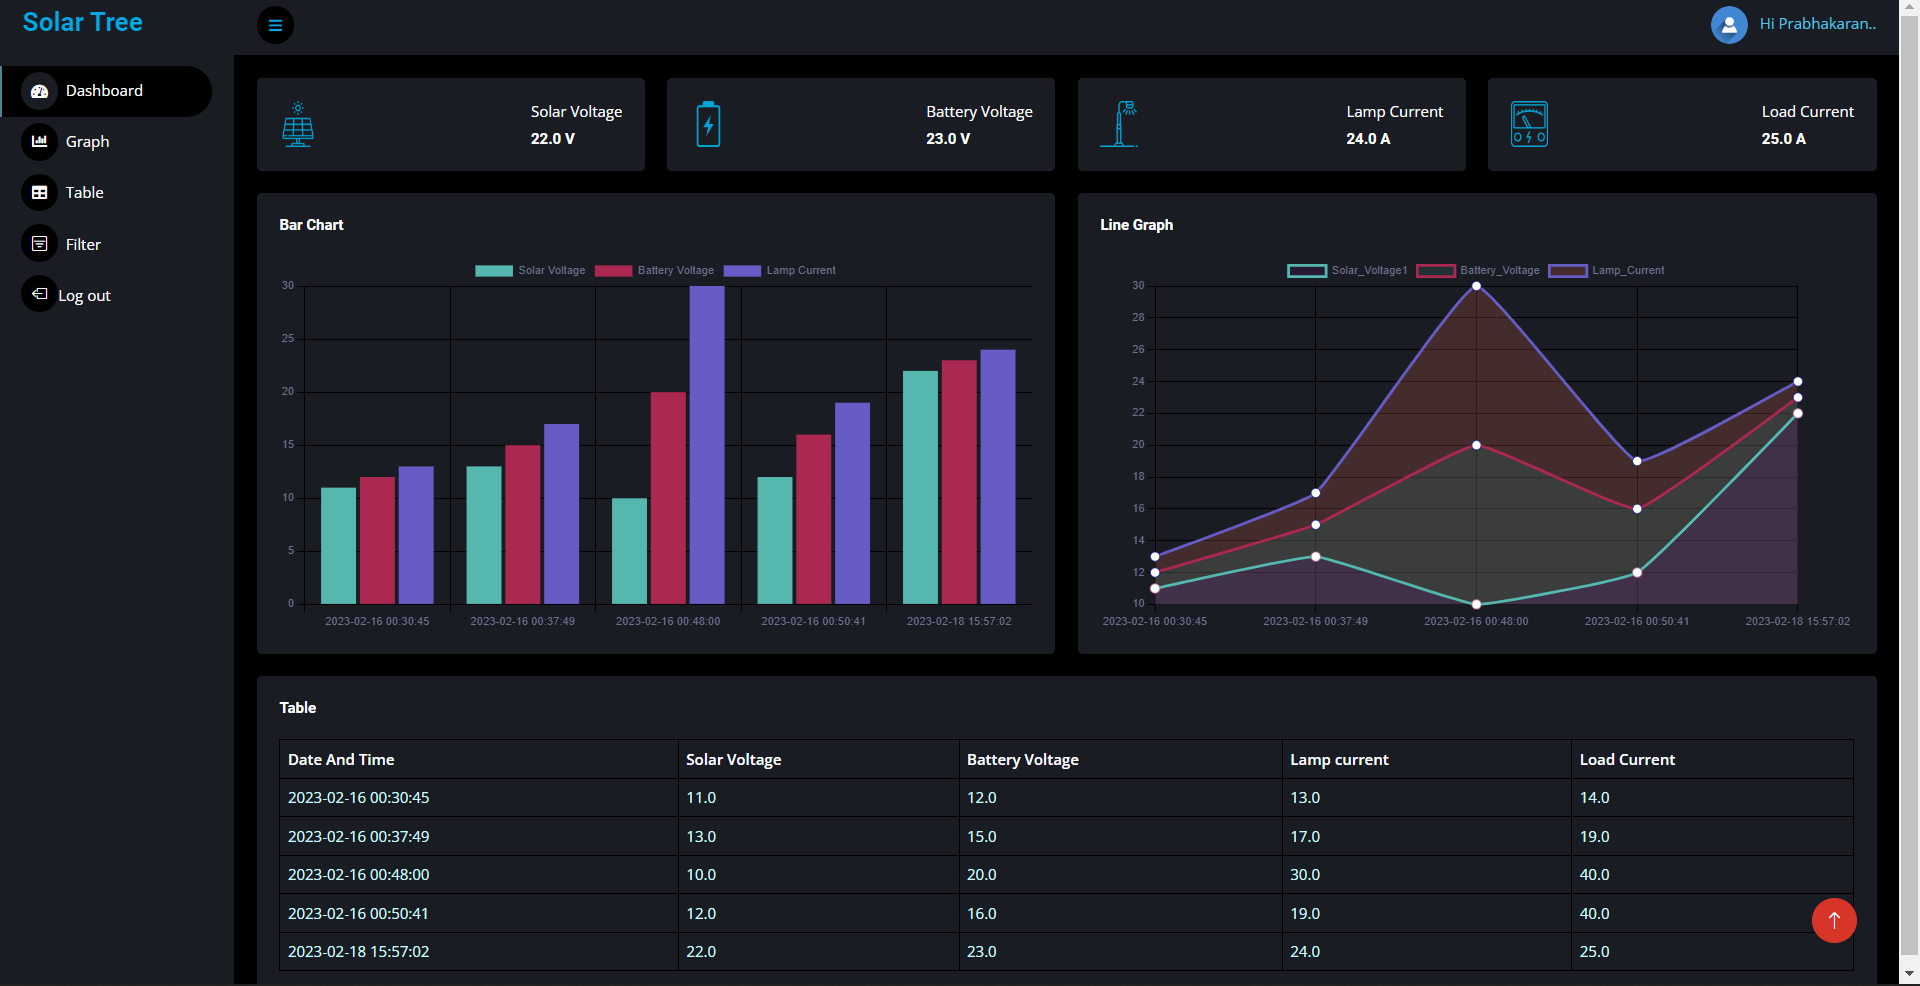 Solar Tree
Hi Prabhakaran..
Dashboard
Graph
Table
Filter
Log out
Solar Voltage
22.0 V
Battery Voltage
23.0 V
Lamp Current
24.0 A
Load Current
25.0 A
Bar Chart
Solar Voltage Battery Voltage Lamp Current
30
25
20
15
10
5
0
2023-02-16 00:30:45 2023-02-16 00:37:49 2023-02-16 00:48:00 2023-02-16 00:50:41 2023-02-18 15:57:02
Line Graph
Solar_Voltage1 Battery_Voltage Lamp_Current
30
28
26
24
22
20
18
16
14
12
10
2023-02-16 00:30:45 2023-02-16 00:37:49 2023-02-16 00:48:00 2023-02-16 00:50:41 2023-02-18 15:57:02
Table
Date And Time Solar Voltage Battery Voltage Lamp current Load Current
2023-02-16 00:30:45 11.0 12.0 13.0 14.0
2023-02-16 00:37:49 13.0 15.0 17.0 19.0
2023-02-16 00:48:00 10.0 20.0 30.0 40.0
2023-02-16 00:50:41 12.0 16.0 19.0 40.0
2023-02-18 15:57:02 22.0 23.0 24.0 25.0